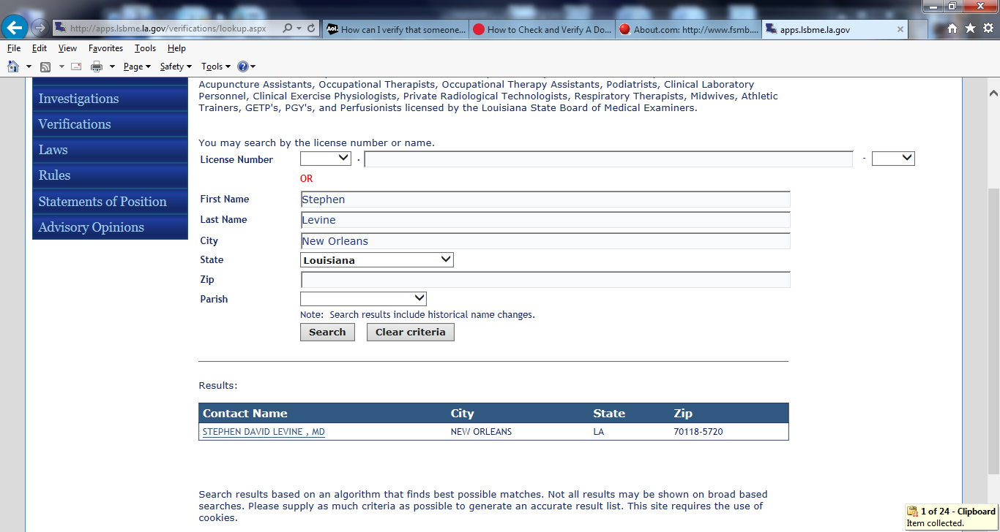 http://apps.lsbme.la.gov/verifications/lookup.aspx
Aol. How can I verify that someone...
How to Check and Verify A Do...
About.com: http://www.fsmb....
apps.lsbme.la.gov
File Edit View Favorites Tools Help
Page Safety Tools
Investigations
Verifications
Laws
Rules
Statements of Position
Advisory Opinions
Acupuncture Assistants, Occupational Therapists, Occupational Therapy Assistants, Podiatrists, Clinical Laboratory
Personnel, Clinical Exercise Physiologists, Private Radiological Technologists, Respiratory Therapists, Midwives, Athletic
Trainers, GETP's, PGY's, and Perfusionists licensed by the Louisiana State Board of Medical Examiners.
You may search by the license number or name.
License Number . -
OR
First Name Stephen
Last Name Levine
City New Orleans
State Louisiana
Zip
Parish
Note: Search results include historical name changes.
Search Clear criteria
Results:
Contact Name City State Zip
STEPHEN DAVID LEVINE , MD NEW ORLEANS LA 70118-5720
Search results based on an algorithm that finds best possible matches. Not all results may be shown on broad based
searches. Please supply as much criteria as possible to generate an accurate result list. This site requires the use of
cookies.
1 of 24 - Clipboard
Item collected.